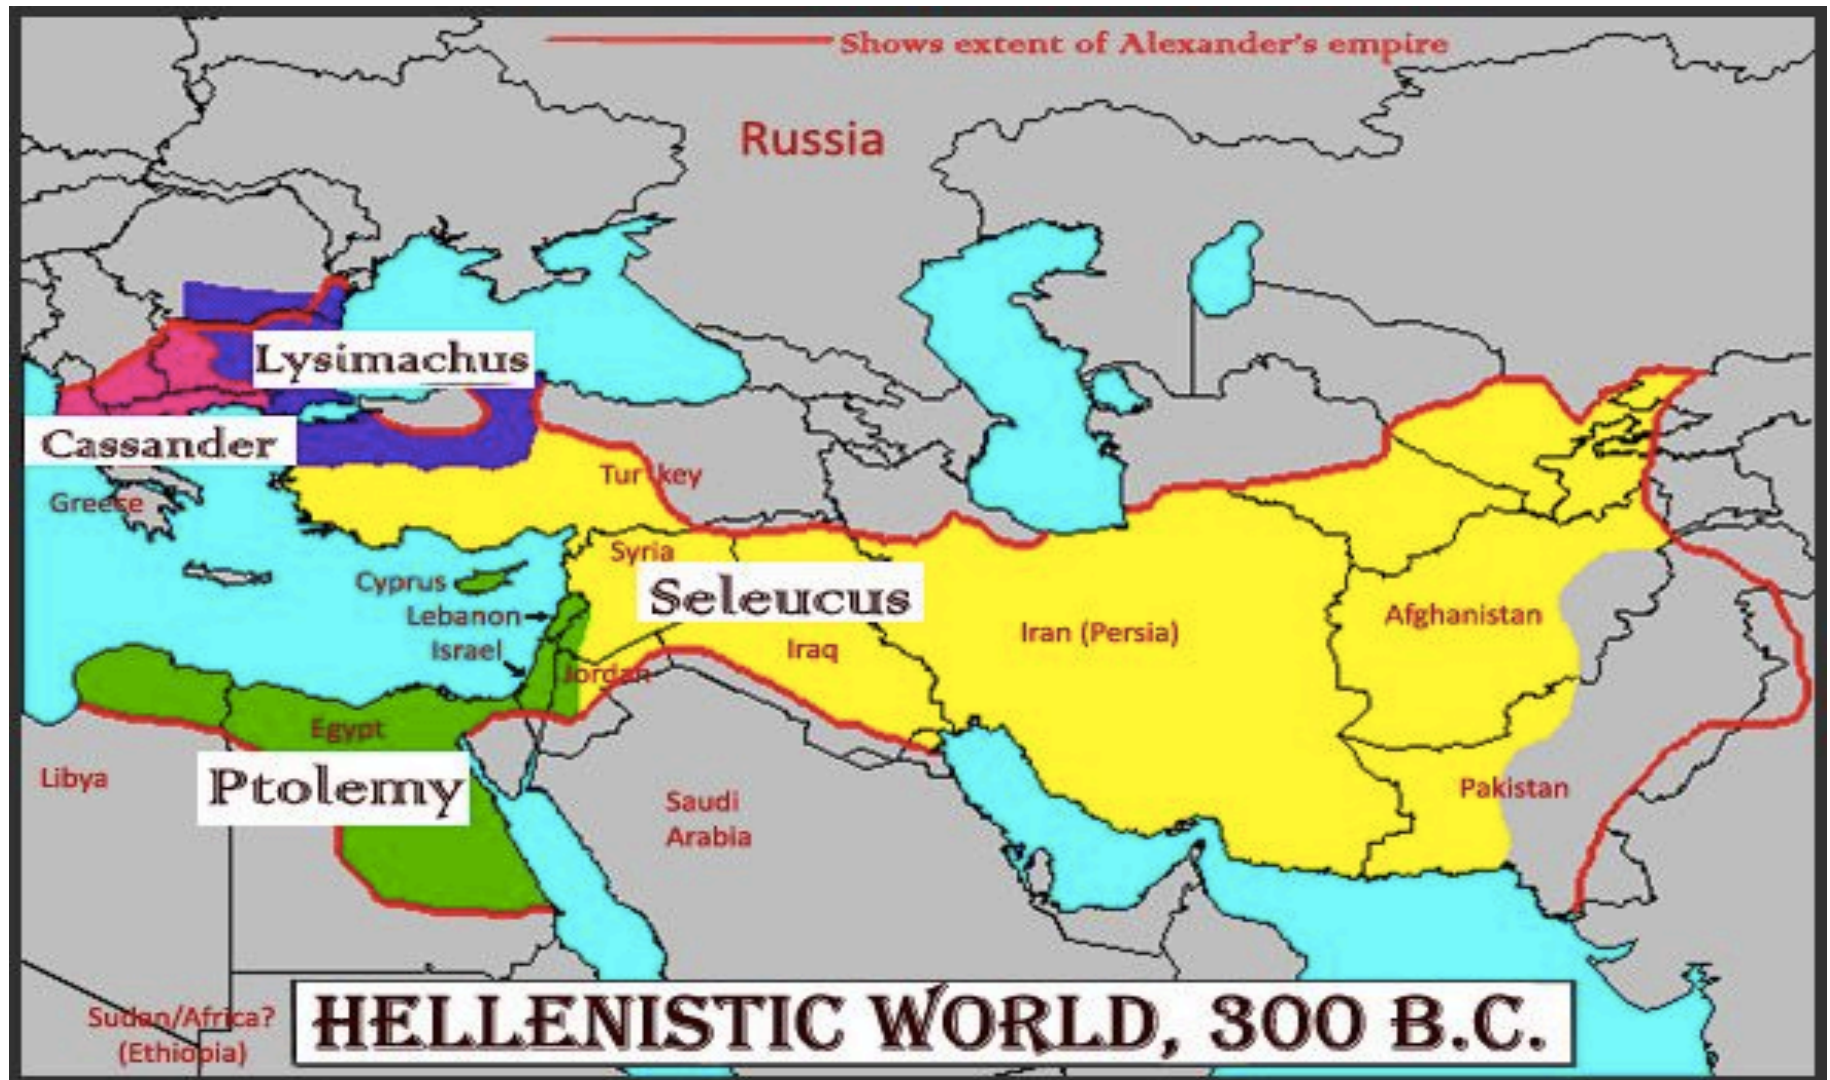 Shows extent of Alexander's empire
Russia
Lysimachus
Cassander
Greece
Turkey
Syria
Cyprus
Seleucus
Lebanon
Israel
Jordan
Iraq
Iran (Persia)
Afghanistan
Egypt
Ptolemy
Libya
Saudi
Arabia
Pakistan
Sudan/Africa?
(Ethiopia)
HELLENISTIC WORLD, 300 B.C.